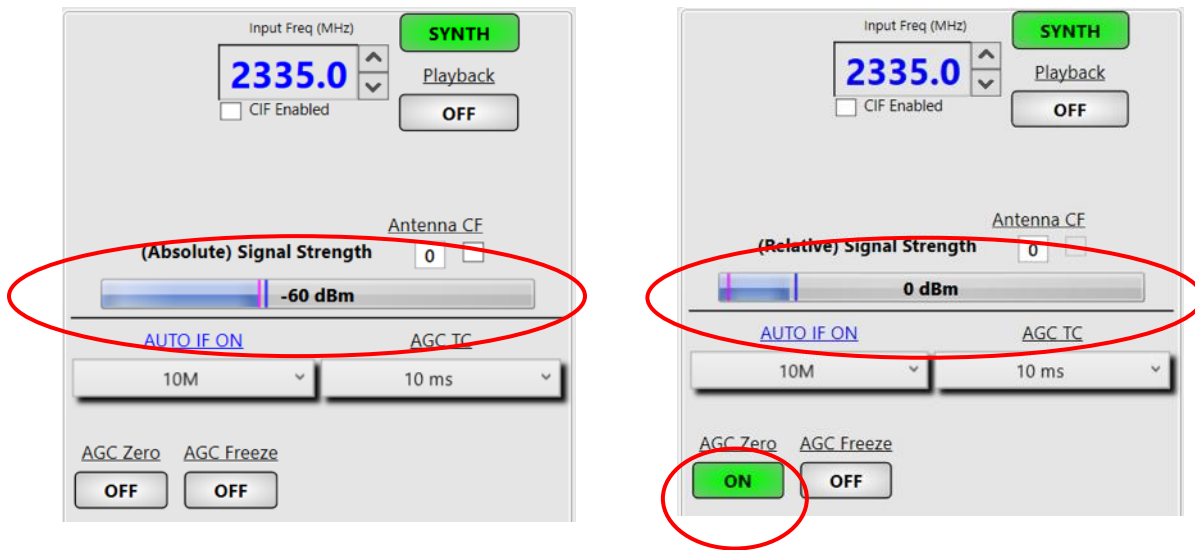 Input Freq (MHz)
SYNTH
2335.0
Playback
CIF Enabled
OFF
Antenna CF
(Absolute) Signal Strength
0
-60 dBm
AUTO IF ON
AGC TC
10M
10 ms
AGC Zero
AGC Freeze
OFF
OFF
Input Freq (MHz)
SYNTH
2335.0
Playback
CIF Enabled
OFF
Antenna CF
(Relative) Signal Strength
0
0 dBm
AUTO IF ON
AGC TC
10M
10 ms
AGC Zero
AGC Freeze
ON
OFF